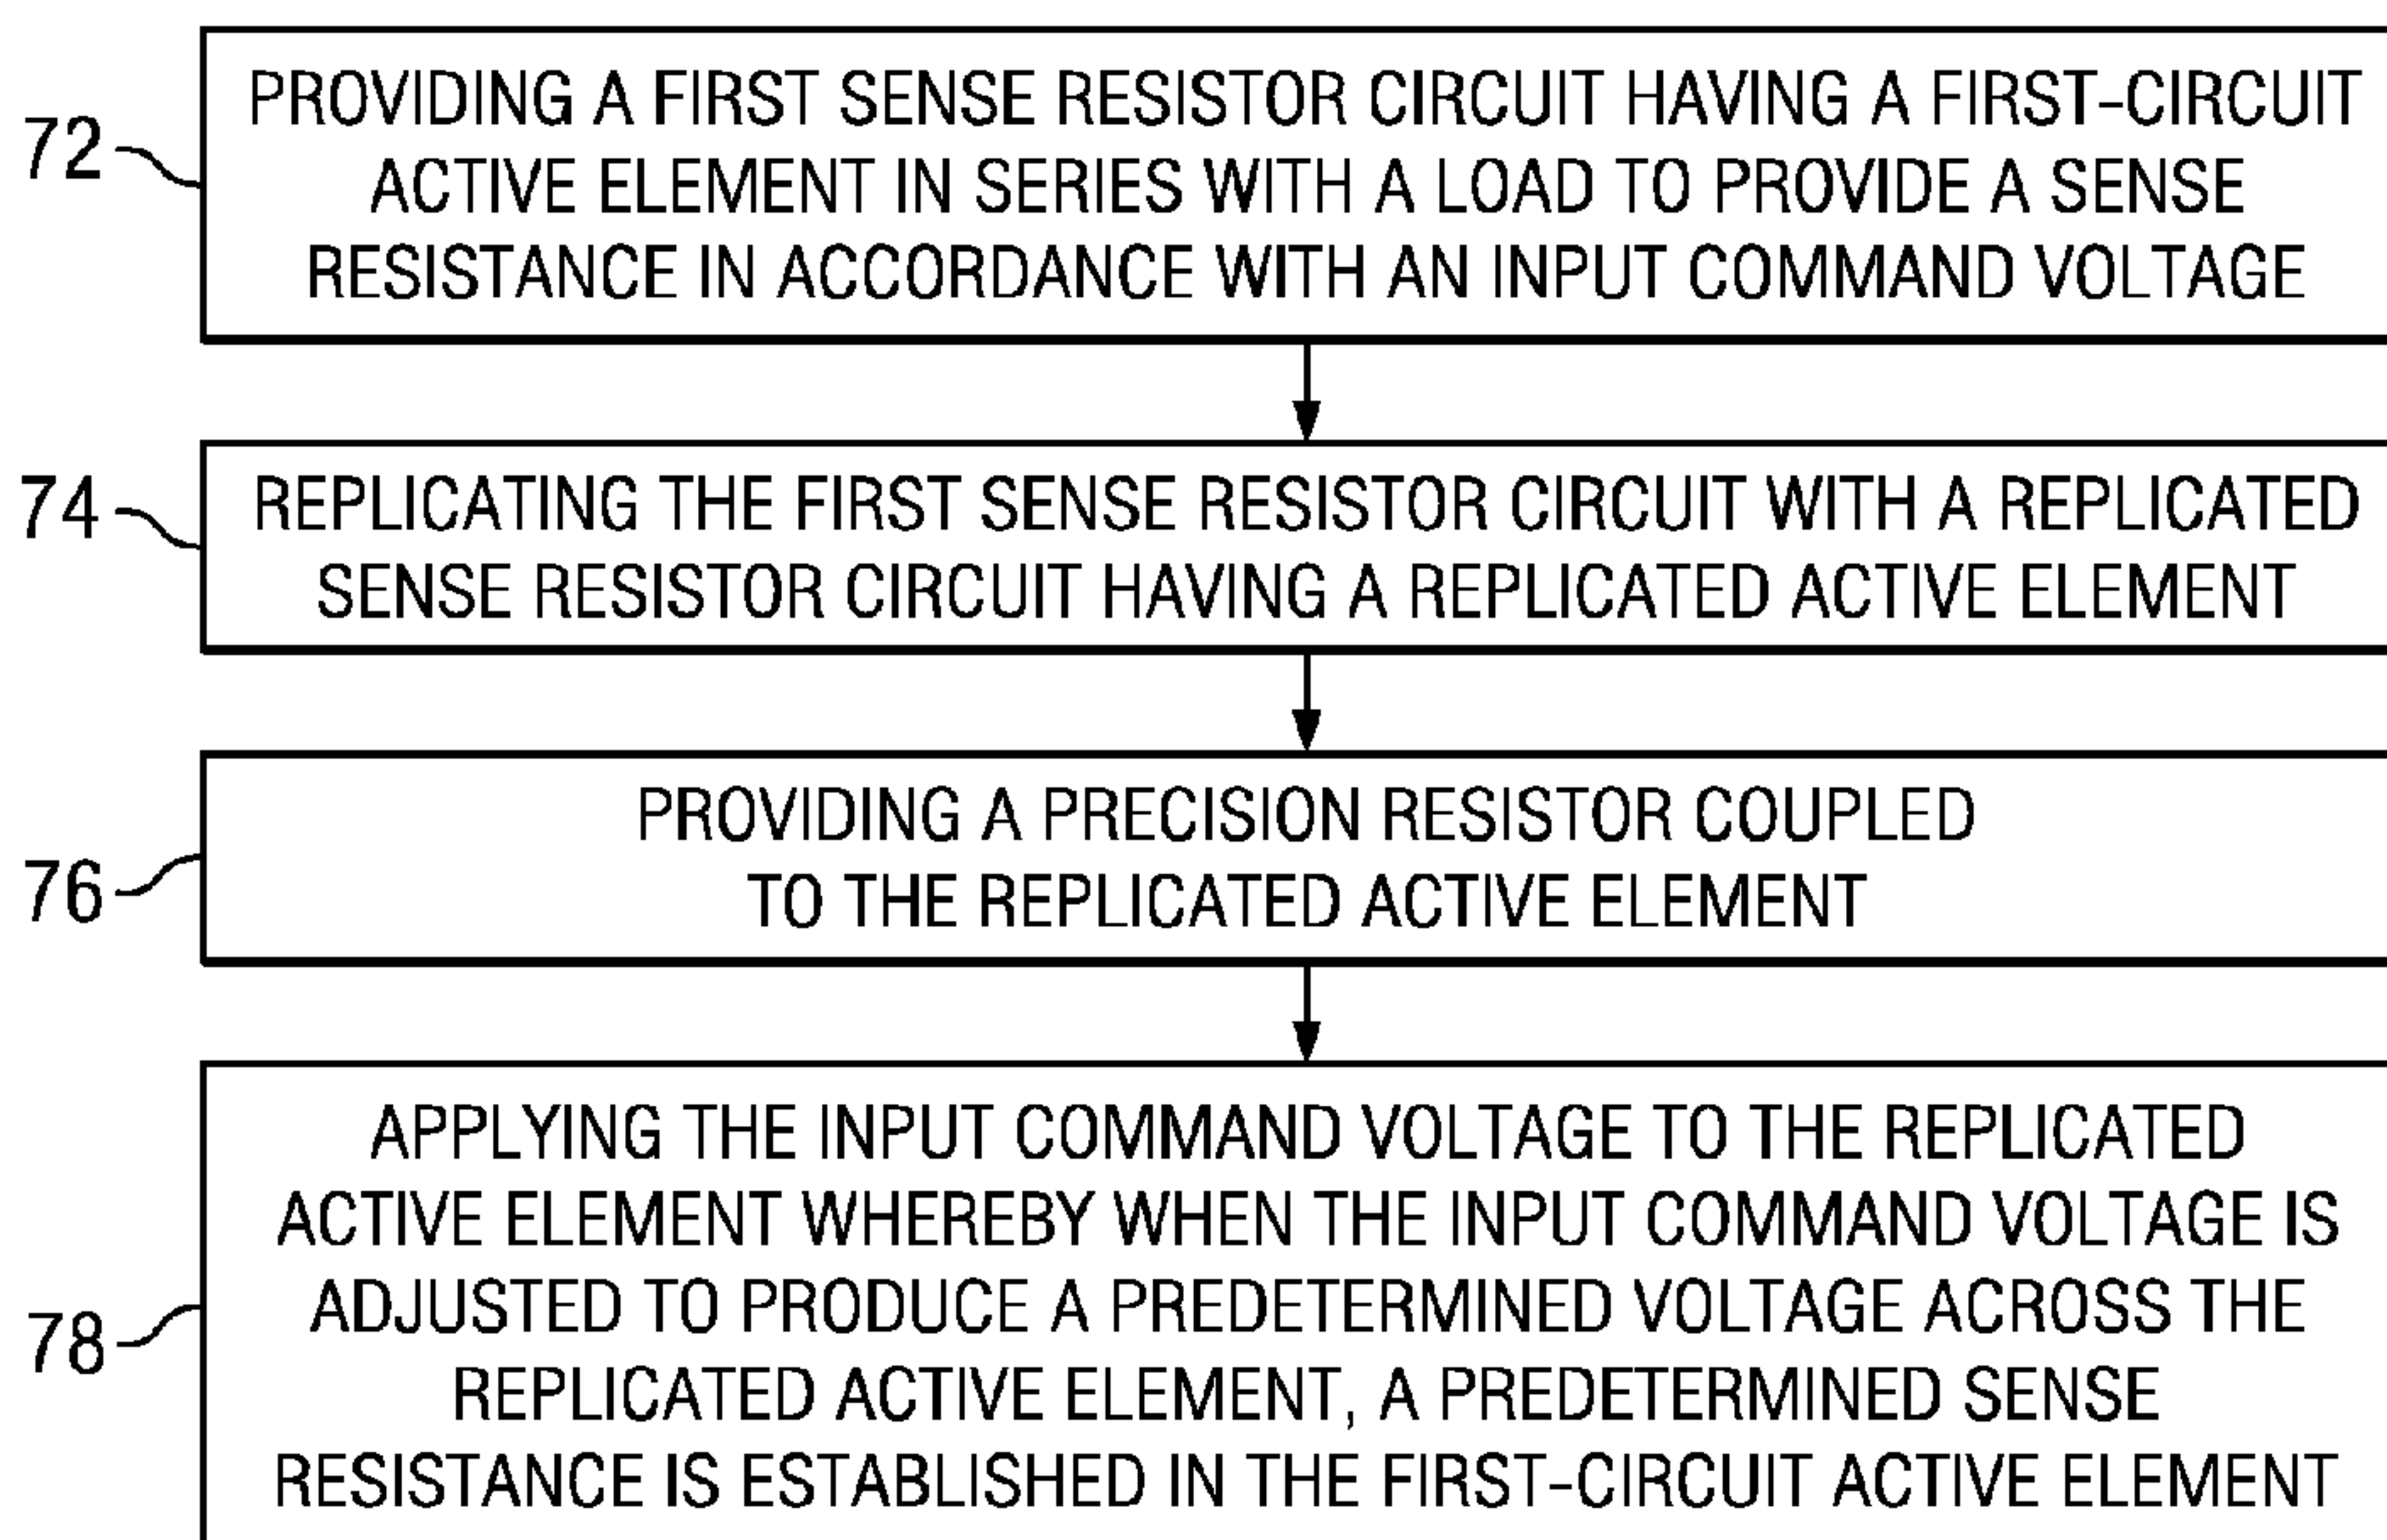 72
PROVIDING A FIRST SENSE RESISTOR CIRCUIT HAVING A FIRST-CIRCUIT
ACTIVE ELEMENT IN SERIES WITH A LOAD TO PROVIDE A SENSE
RESISTANCE IN ACCORDANCE WITH AN INPUT COMMAND VOLTAGE
74
REPLICATING THE FIRST SENSE RESISTOR CIRCUIT WITH A REPLICATED
SENSE RESISTOR CIRCUIT HAVING A REPLICATED ACTIVE ELEMENT
76
PROVIDING A PRECISION RESISTOR COUPLED
TO THE REPLICATED ACTIVE ELEMENT
78
APPLYING THE INPUT COMMAND VOLTAGE TO THE REPLICATED
ACTIVE ELEMENT WHEREBY WHEN THE INPUT COMMAND VOLTAGE IS
ADJUSTED TO PRODUCE A PREDETERMINED VOLTAGE ACROSS THE
REPLICATED ACTIVE ELEMENT, A PREDETERMINED SENSE
RESISTANCE IS ESTABLISHED IN THE FIRST-CIRCUIT ACTIVE ELEMENT